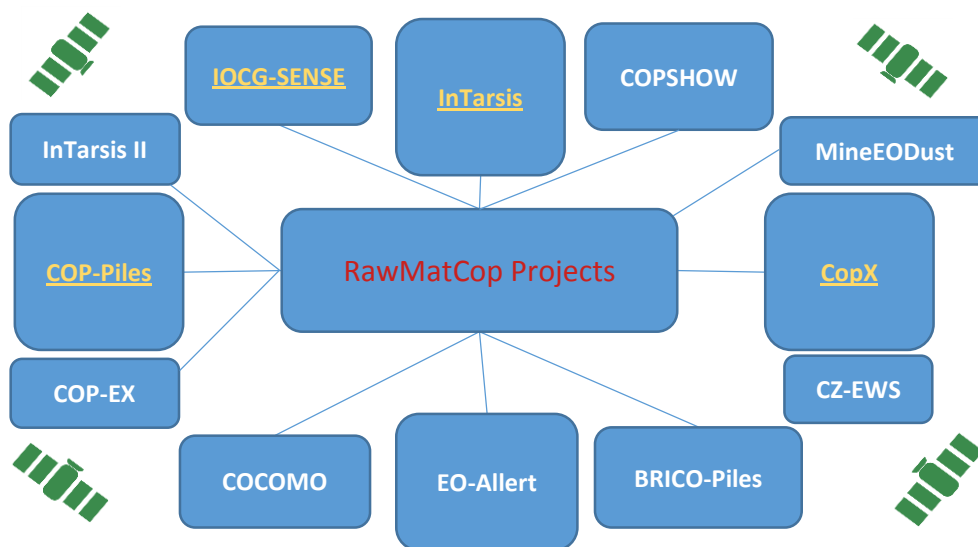 IOCG-SENSE
InTarsis
COPSHOW
InTarsis II
MineEODust
COP-Piles
RawMatCop Projects
CopX
COP-EX
CZ-EWS
COCOMO
EO-Allert
BRICO-Piles